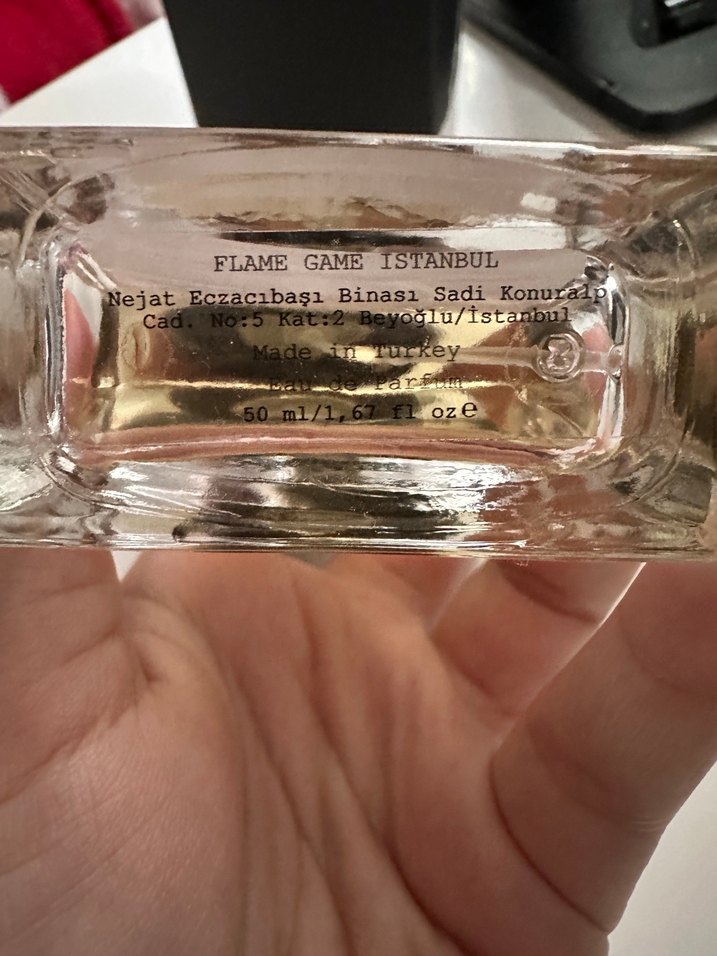 FLAME GAME ISTANBUL
Nejat Eczacıbaşı Binası Sadi Konuralp
Cad. No:5 Kat:2 Beyoğlu/İstanbul
Made in Turkey
Eau de Parfum
50 ml/1,67 fl oz℮